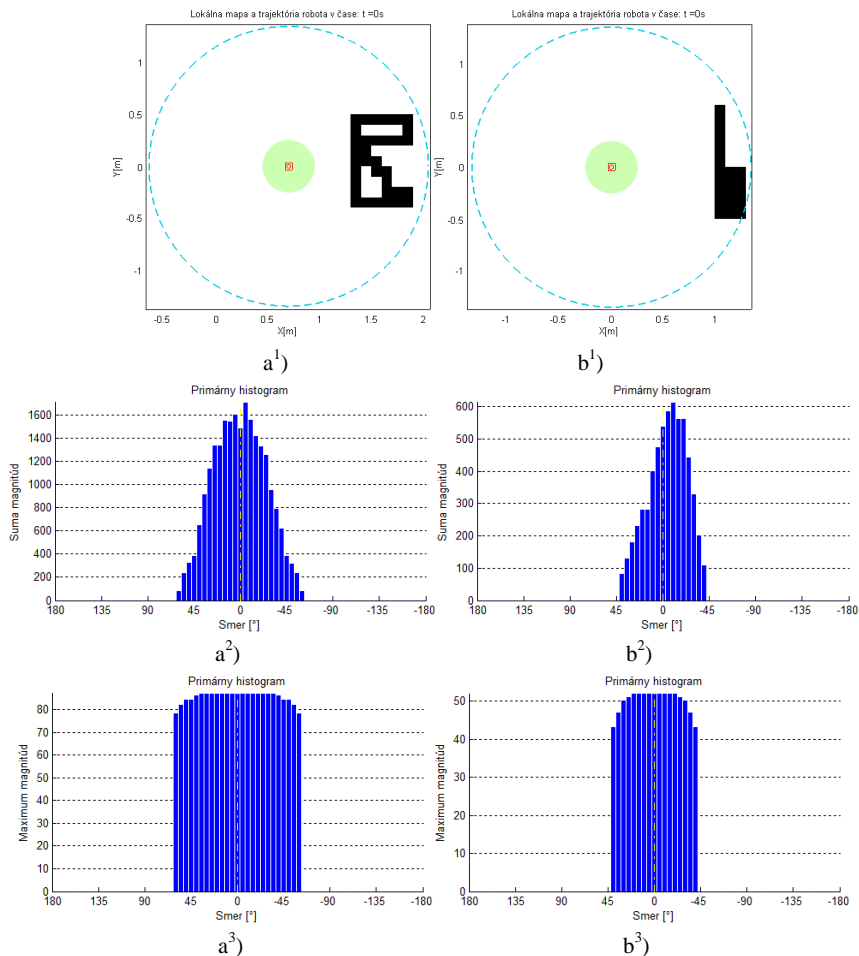 Lokálna mapa a trajektória robota v čase: t =0s
Y[m]
1
0.5
0
-0.5
-1
-0.5 0 0.5 1 1.5 2
X[m]
a1)
Lokálna mapa a trajektória robota v čase: t =0s
Y[m]
1
0.5
0
-0.5
-1
-1 -0.5 0 0.5 1
X[m]
b1)
Primárny histogram
Suma magnitúd
1600
1400
1200
1000
800
600
400
200
0
180 135 90 45 0 -45 -90 -135 -180
Smer [°]
a2)
Primárny histogram
Suma magnitúd
600
500
400
300
200
100
0
180 135 90 45 0 -45 -90 -135 -180
Smer [°]
b2)
Primárny histogram
Maximum magnitúd
80
70
60
50
40
30
20
10
0
180 135 90 45 0 -45 -90 -135 -180
Smer [°]
a3)
Primárny histogram
Maximum magnitúd
50
40
30
20
10
0
180 135 90 45 0 -45 -90 -135 -180
Smer [°]
b3)